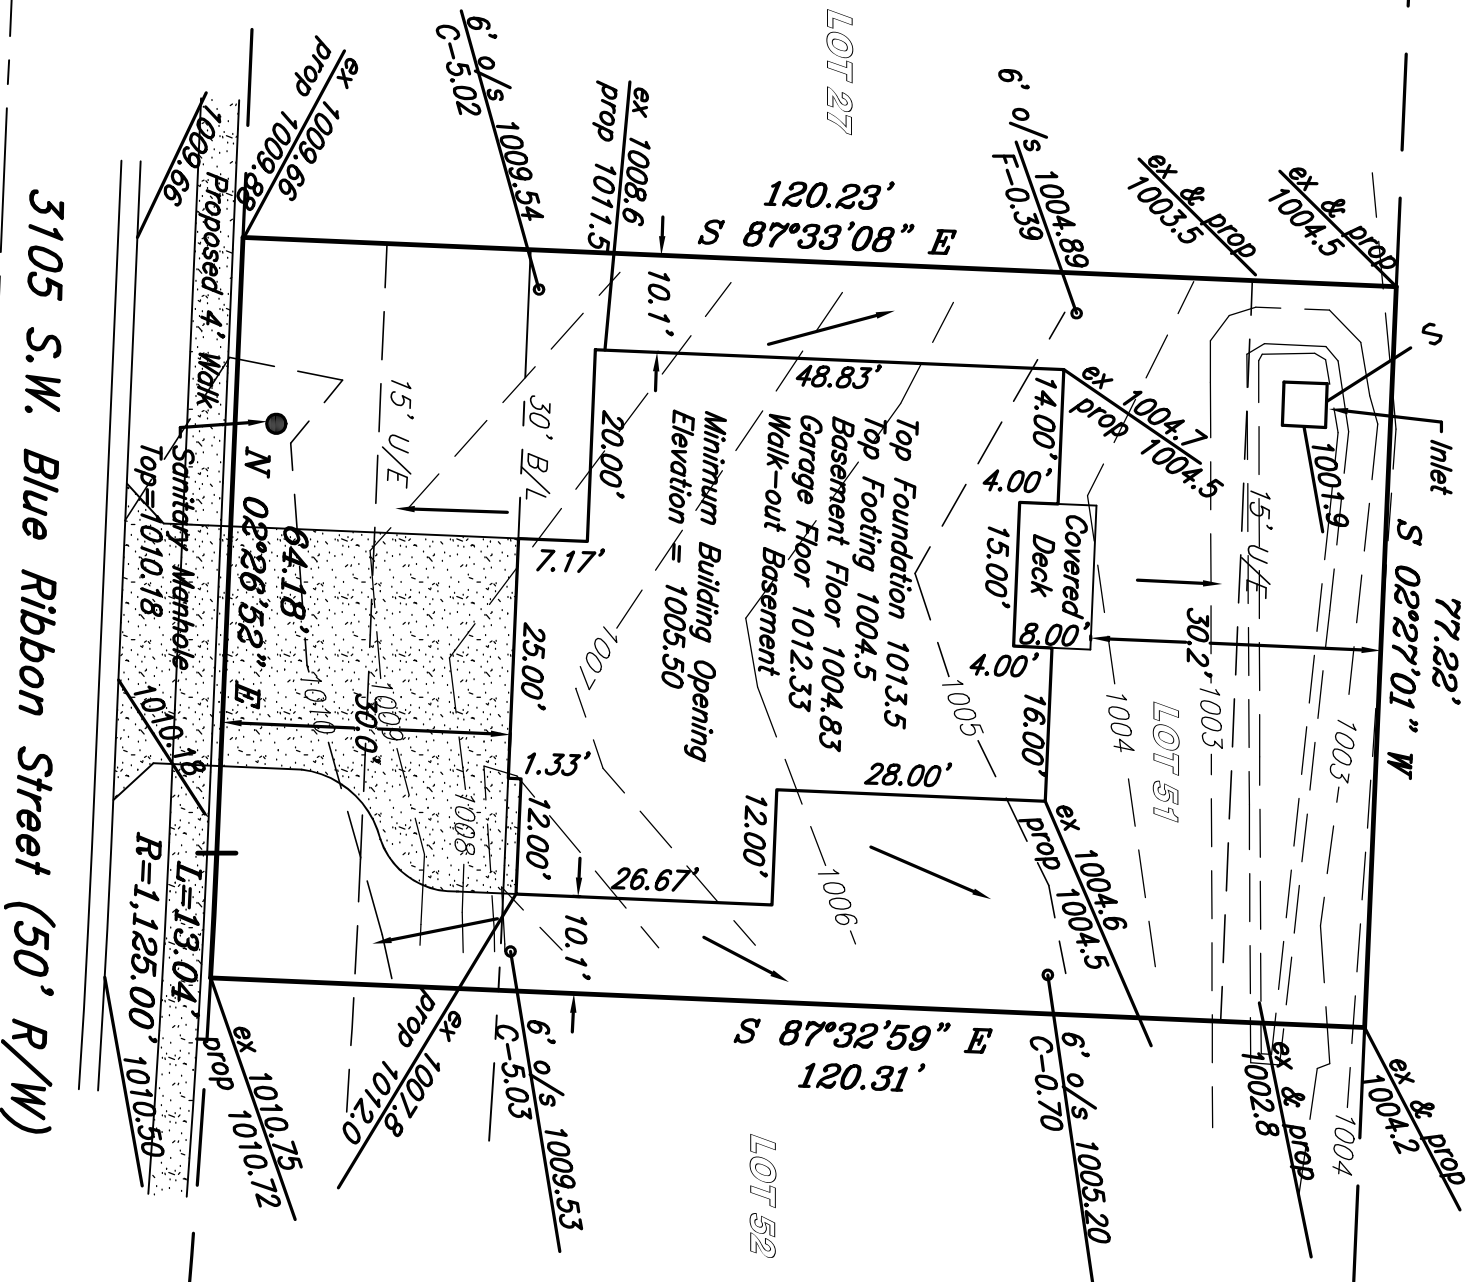 77.22'
S 02°27'01" W
S
Inlet
1001.9
ex & prop
1004.5
ex & prop
1003.5
ex & prop
1004.2
ex & prop
1002.8
15' U/E
1003
1003
1004
1004
LOT 51
30.2'
LOT 27
6' o/s 1004.89
F-0.39
120.23'
S 87°33'08" E
ex 1004.7
prop 1004.5
14.00'
4.00'
Covered
Deck
15.00'
8.00'
4.00'
16.00'
ex 1004.6
prop 1004.5
6' o/s 1005.20
C-0.70
S 87°32'59" E
120.31'
LOT 52
48.83'
28.00'
12.00'
26.67'
1005
1006
1007
Top Foundation 1013.5
Top Footing 1004.5
Basement Floor 1004.83
Garage Floor 1012.33
Walk-out Basement
Minimum Building Opening
Elevation = 1005.50
10.1'
10.1'
ex 1008.6
prop 1011.5
20.00'
7.17'
25.00'
1.33'
12.00'
6' o/s 1009.54
C-5.02
30' B/L
15' U/E
6' o/s 1009.53
C-5.03
ex 1007.8
prop 1012.0
1008
1009
1010
30.0'
64.18'
N 02°26'52" E
ex 1009.66
prop 1009.88
1009.66
Proposed 4' Walk
Sanitary Manhole
Top=1010.18
1010.18
L=13.04'
R=1,125.00'
ex 1010.75
prop 1010.72
1010.50
3105 S.W. Blue Ribbon Street (50' R/W)